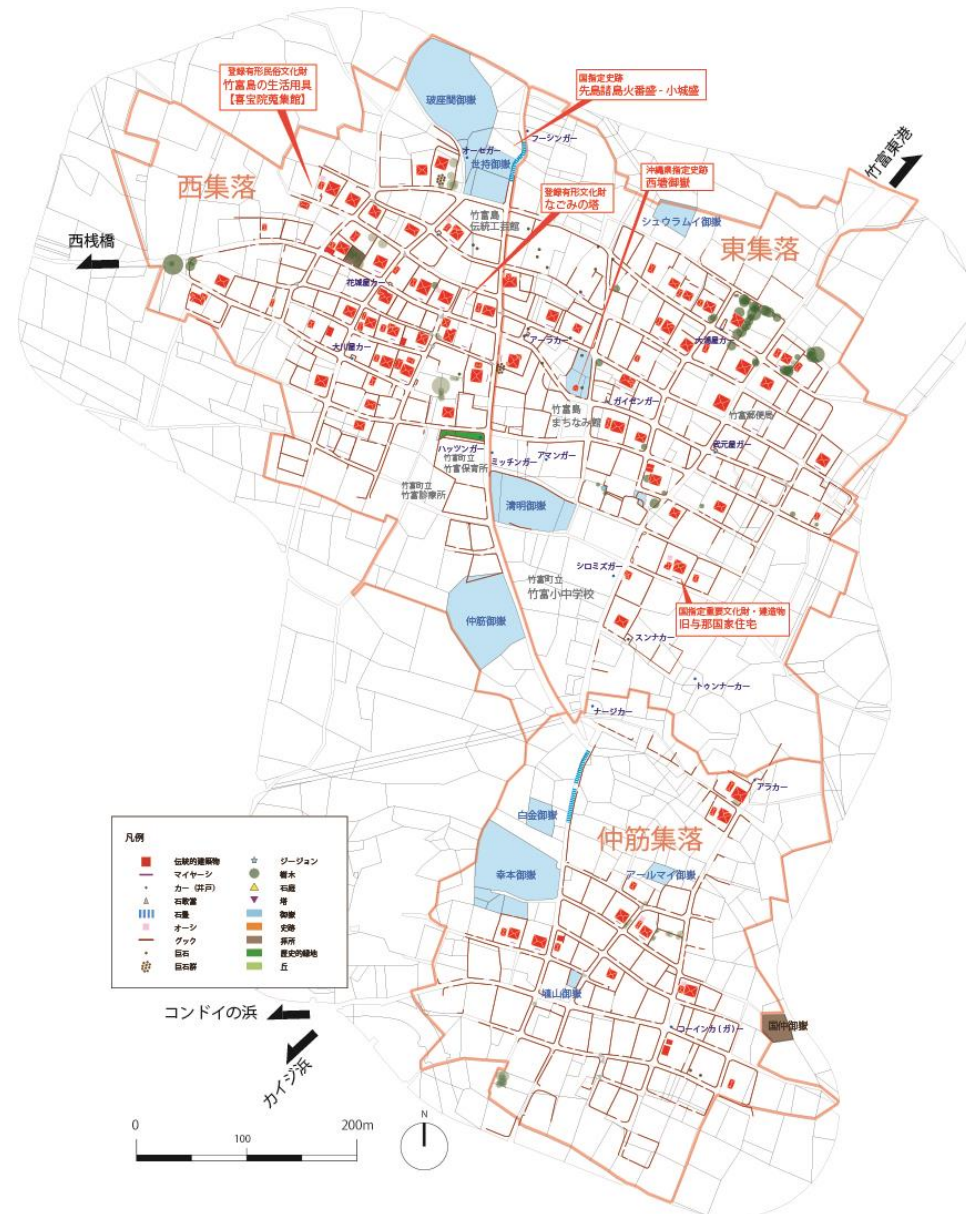 登録有形民俗文化財
竹富島の生活用具
【喜宝院蒐集館】
国指定史跡
先島諸島火番盛 - 小城盛
破座間御嶽
フーシンガー
オーセガー
世持御嶽
竹富東港
西集落
登録有形文化財
なごみの塔
沖縄県指定史跡
西塘御嶽
竹富島
伝統工芸館
シュウラムイ御嶽
東集落
西桟橋
花城屋カー
アーラカー
大川屋カー
竹富島
まちなみ館
ガイセンガー
竹富郵便局
ハッツンガー
竹富町立
竹富保育所
ミッチンガー
アマンガー
竹富町立
竹富診療所
清明御嶽
シロミズガー
竹富町立
竹富小中学校
仲筋御嶽
国指定重要文化財・建造物
旧与那国家住宅
スンナカー
トゥンナーカー
ナージカー
アラカー
白金御嶽
仲筋集落
幸本御嶽
アールマイ御嶽
凡例
伝統的建築物
マイヤーシ
カー（井戸）
石敢當
石畳
オーシ
グック
巨石
巨石群
ジージョン
樹木
石庭
塔
御嶽
史跡
拝所
歴史的緑地
丘
コーインカ(ガ)ー
国仲御嶽
コンドイの浜
カイジ浜
0
100
200m
N